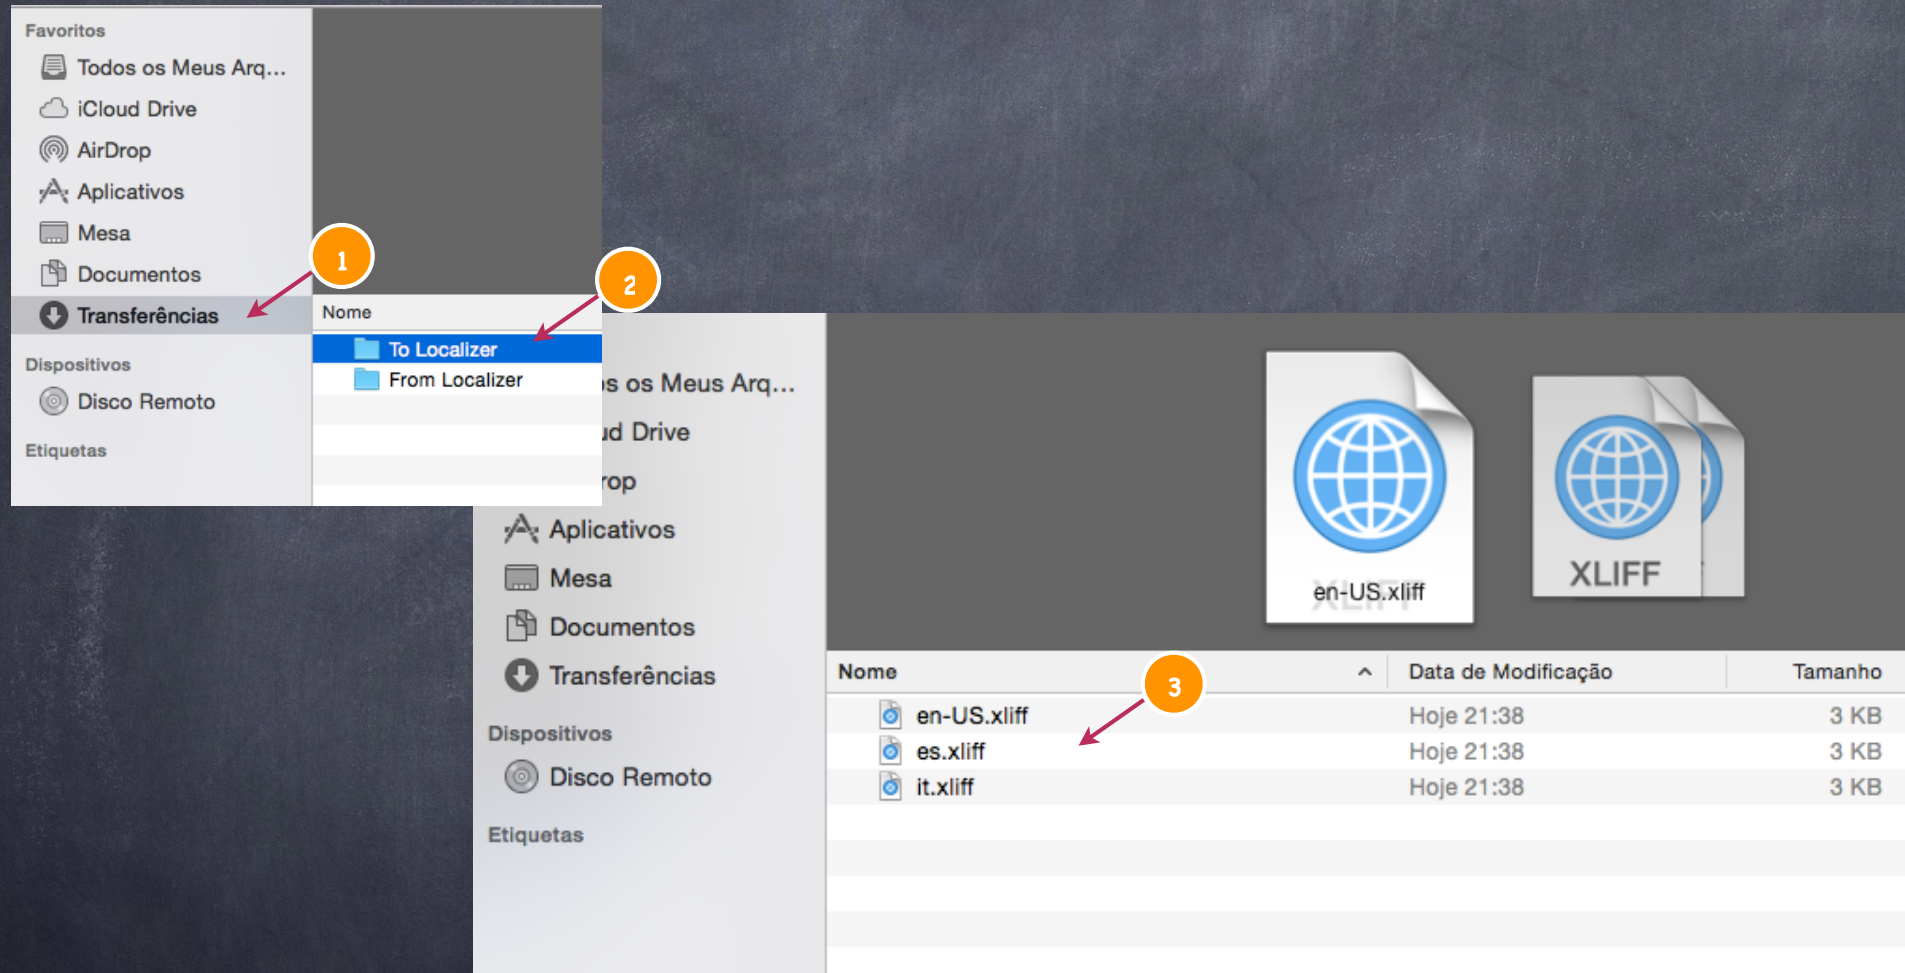 Favoritos
Todos os Meus Arq...
iCloud Drive
AirDrop
Aplicativos
Mesa
Documentos
Transferências
Dispositivos
Disco Remoto
Etiquetas
1
2
Nome
To Localizer
From Localizer
s os Meus Arq...
ud Drive
rop
Aplicativos
Mesa
Documentos
Transferências
Dispositivos
Disco Remoto
Etiquetas
en-US.xliff
XLIFF
3
Nome Data de Modificação Tamanho
en-US.xliff Hoje 21:38 3 KB
es.xliff Hoje 21:38 3 KB
it.xliff Hoje 21:38 3 KB